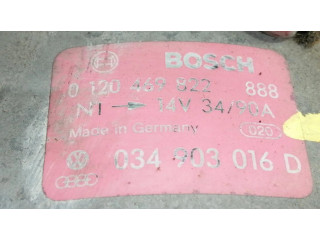 BOSCH
0 120 469 822 888
N1 → 14V 34/90A
Made in Germany 020
034 903 016 D